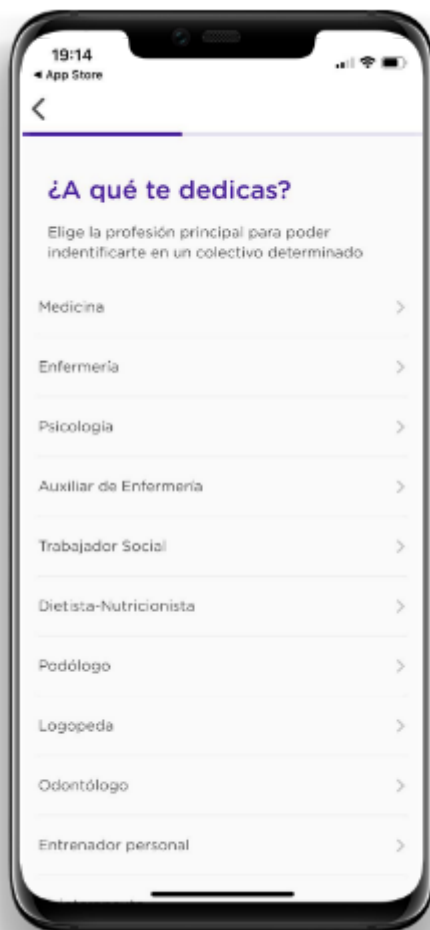 19:14
◂ App Store
¿A qué te dedicas?
Elige la profesión principal para poder
indentificarte en un colectivo determinado
Medicina
Enfermería
Psicología
Auxiliar de Enfermería
Trabajador Social
Dietista-Nutricionista
Podólogo
Logopeda
Odontólogo
Entrenador personal